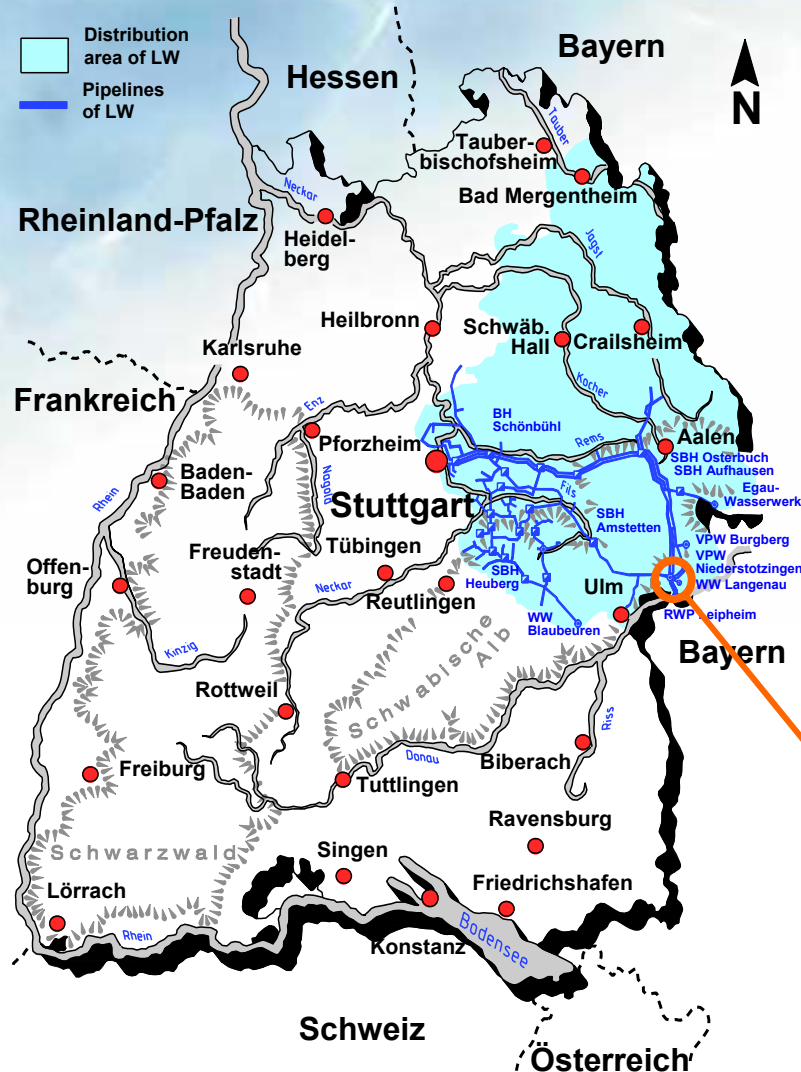 Distribution
area of LW
Pipelines
of LW
Hessen
Bayern
N
Tauber
Tauber-
bischofsheim
Bad Mergentheim
Neckar
Rheinland-Pfalz
Heidel-
berg
Jagst
Heilbronn
Schwäb.
Hall
Crailsheim
Karlsruhe
Kocher
Frankreich
Enz
BH
Schönbühl
Pforzheim
Rems
Aalen
SBH Osterbuch
SBH Aufhausen
Nagold
Baden-
Baden
Rhein
Egau-
Wasserwerk
Stuttgart
Fils
SBH
Amstetten
VPW Burgberg
VPW
Niederstotzingen
WW Langenau
Freuden-
stadt
Tübingen
Offen-
burg
Neckar
Reutlingen
SBH
Heuberg
Ulm
WW
Blaubeuren
Bayern
Kinzig
Schwäbische
Alb
Rottweil
Riss
Donau
Biberach
Freiburg
Tuttlingen
Ravensburg
Schwarzwald
Singen
Friedrichshafen
Lörrach
Konstanz
Bodensee
Rhein
Schweiz
Österreich
RWP